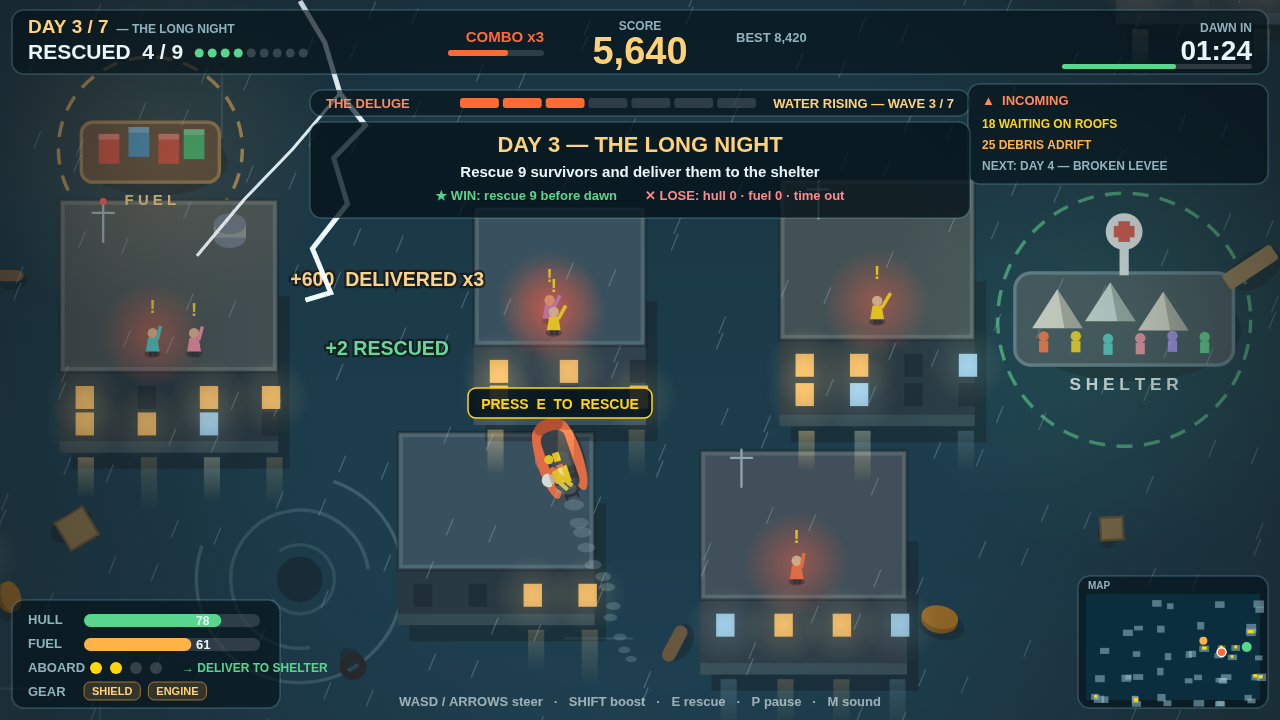 DAY 3 / 7 — THE LONG NIGHT
RESCUED 4 / 9
COMBO x3
SCORE
5,640
BEST 8,420
DAWN IN
01:24
THE DELUGE
WATER RISING — WAVE 3 / 7
▲ INCOMING
18 WAITING ON ROOFS
25 DEBRIS ADRIFT
NEXT: DAY 4 — BROKEN LEVEE
DAY 3 — THE LONG NIGHT
Rescue 9 survivors and deliver them to the shelter
★ WIN: rescue 9 before dawn ✕ LOSE: hull 0 · fuel 0 · time out
FUEL
! !
!
!
!
+600 DELIVERED x3
+2 RESCUED
SHELTER
PRESS E TO RESCUE
!
HULL 78
FUEL 61
ABOARD → DELIVER TO SHELTER
GEAR SHIELD ENGINE
MAP
WASD / ARROWS steer · SHIFT boost · E rescue · P pause · M sound